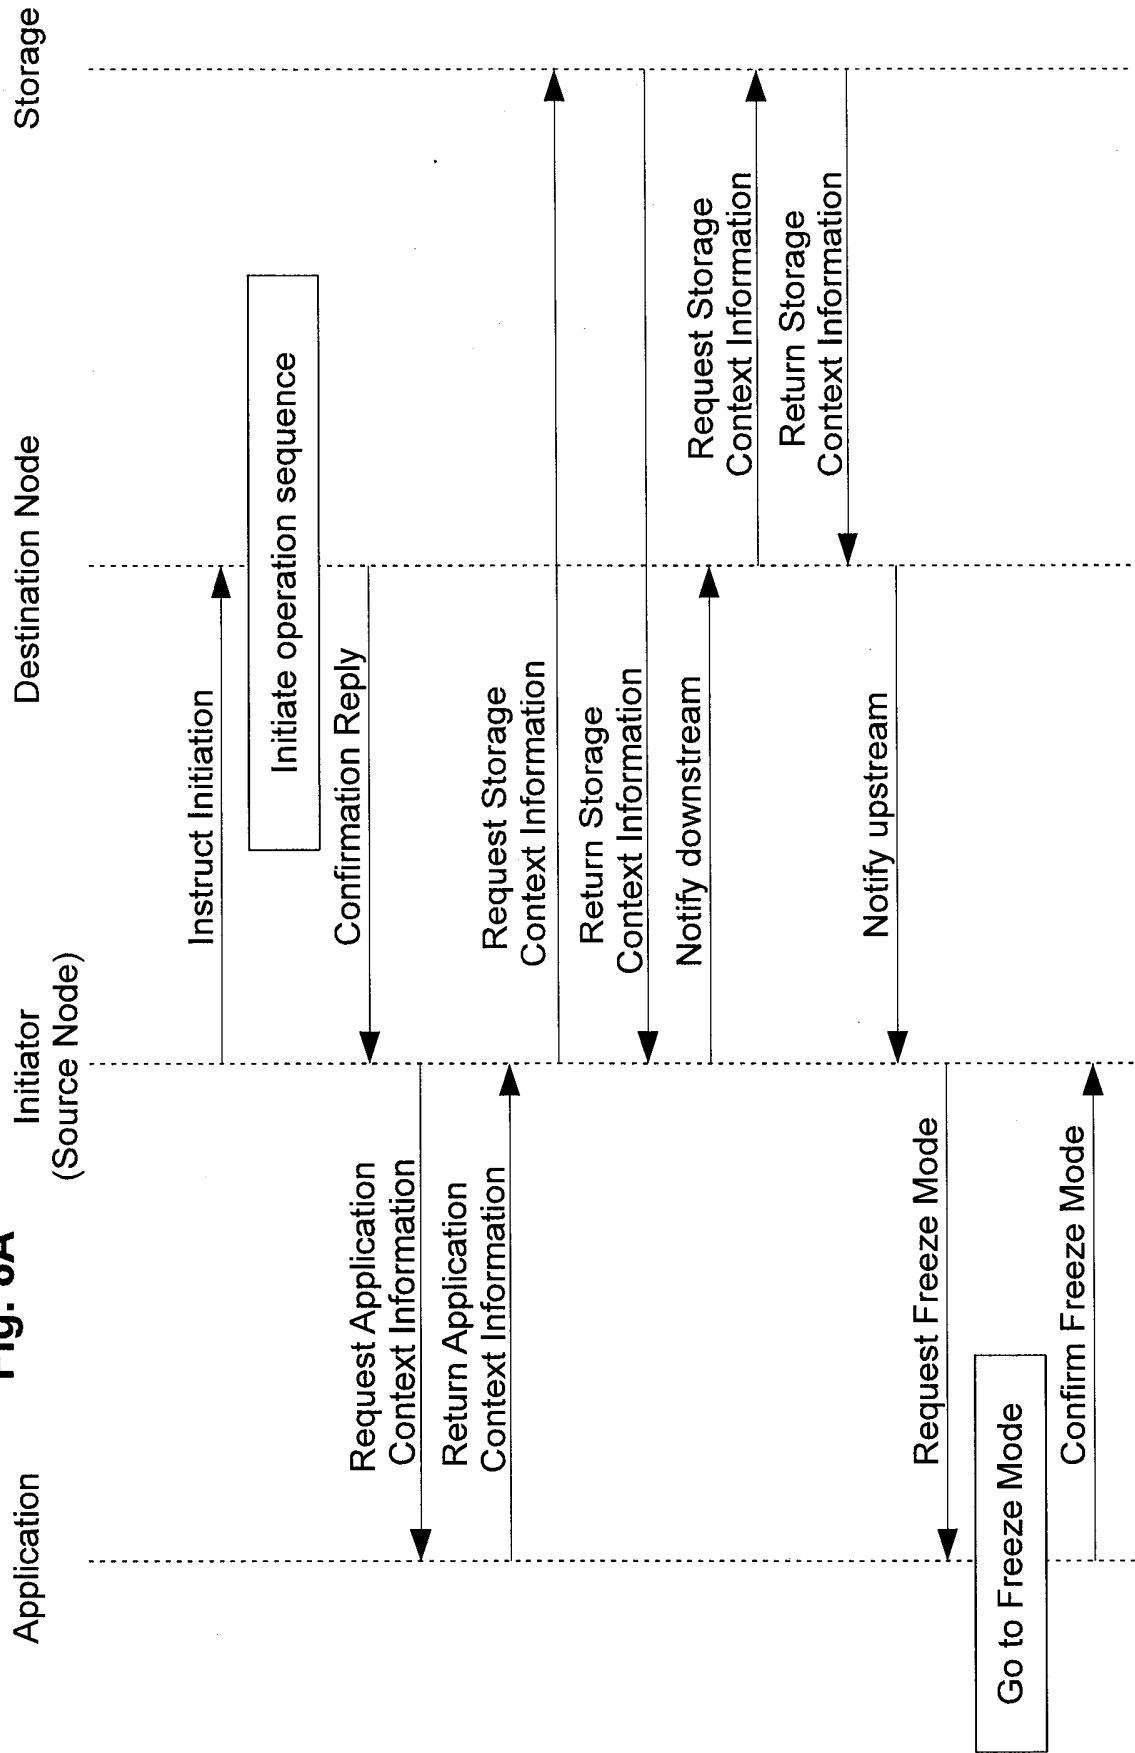 Application
Initiator
(Source Node)
Destination Node
Storage
Instruct Initiation
Initiate operation sequence
Confirmation Reply
Request Application
Context Information
Return Application
Context Information
Request Storage
Context Information
Return Storage
Context Information
Notify downstream
Request Storage
Context Information
Return Storage
Context Information
Notify upstream
Request Freeze Mode
Go to Freeze Mode
Confirm Freeze Mode